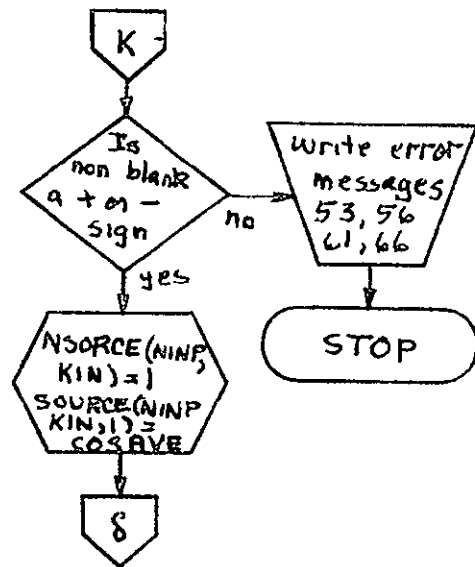 K
Is
non blank
a + or -
sign
no
yes
Write error
messages
53, 56
61, 66
STOP
NSORCE(NINP,
KIN)=1
SOURCE(NINP
KIN,1)=
COSAVE
δ